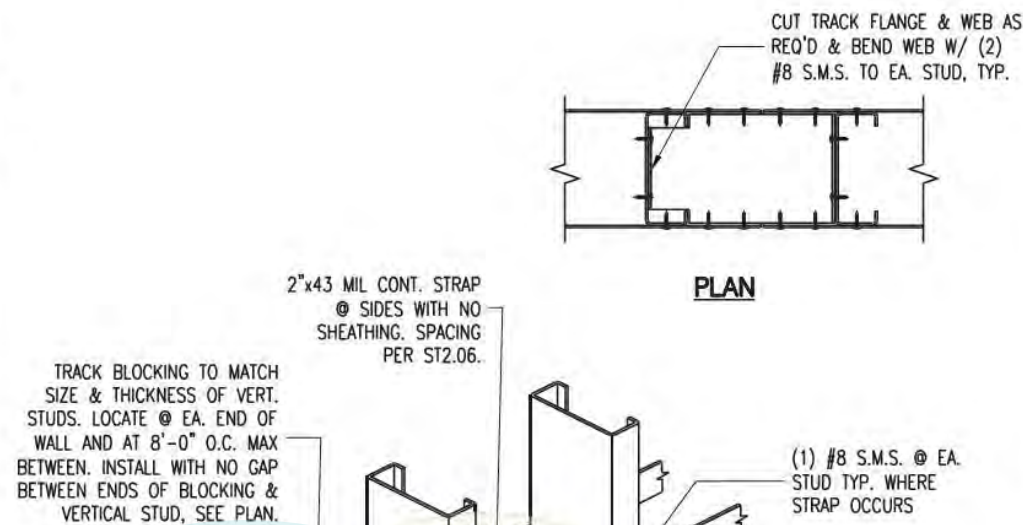 CUT TRACK FLANGE & WEB AS
REQ'D & BEND WEB W/ (2)
#8 S.M.S. TO EA. STUD, TYP.
PLAN
2"x43 MIL CONT. STRAP
@ SIDES WITH NO
SHEATHING. SPACING
PER ST2.06.
TRACK BLOCKING TO MATCH
SIZE & THICKNESS OF VERT.
STUDS. LOCATE @ EA. END OF
WALL AND AT 8'-0" O.C. MAX
BETWEEN. INSTALL WITH NO GAP
BETWEEN ENDS OF BLOCKING &
VERTICAL STUD, SEE PLAN.
(1) #8 S.M.S. @ EA.
STUD TYP. WHERE
STRAP OCCURS